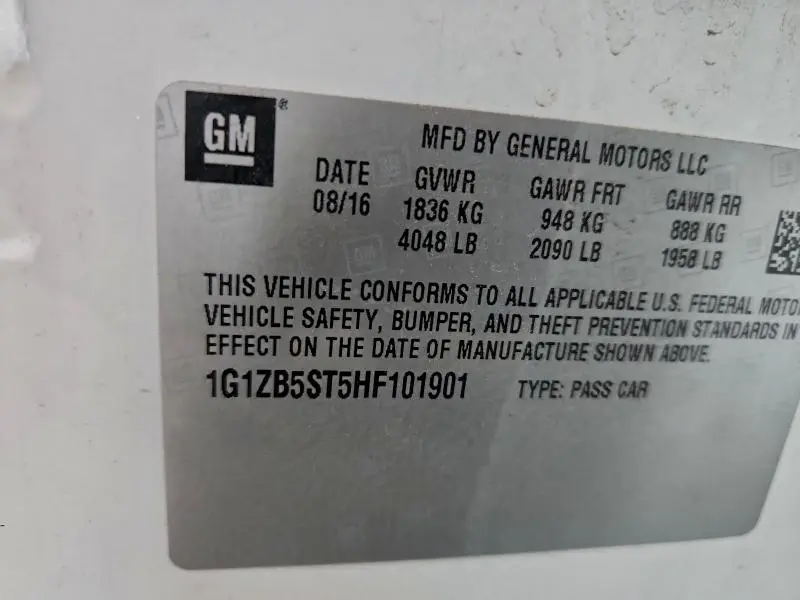 GM®
MFD BY GENERAL MOTORS LLC
DATE GVWR GAWR FRT GAWR RR
08/16 1836 KG 948 KG 888 KG
4048 LB 2090 LB 1958 LB
THIS VEHICLE CONFORMS TO ALL APPLICABLE U.S. FEDERAL MOTO
VEHICLE SAFETY, BUMPER, AND THEFT PREVENTION STANDARDS IN
EFFECT ON THE DATE OF MANUFACTURE SHOWN ABOVE.
1G1ZB5ST5HF101901 TYPE: PASS CAR